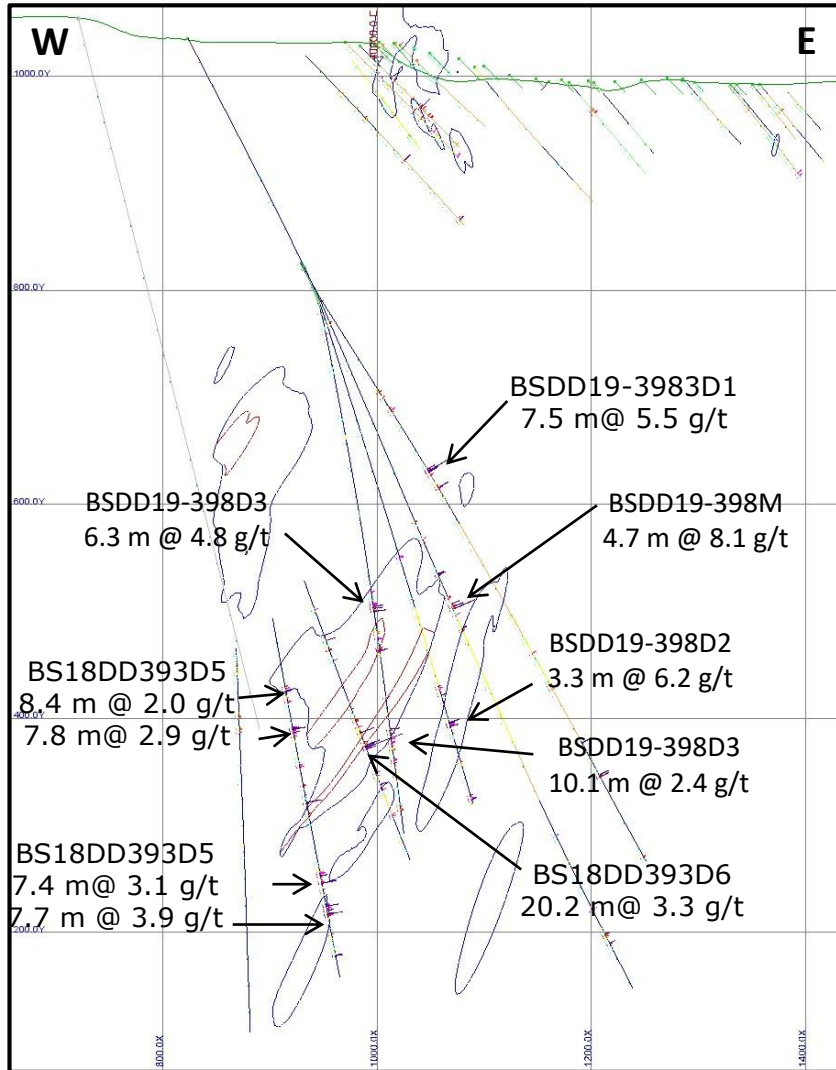 W
E
1000.0Y
800.0Y
BSDD19-3983D1
7.5 m@ 5.5 g/t
600.0Y
BSDD19-398D3
6.3 m @ 4.8 g/t
BSDD19-398M
4.7 m @ 8.1 g/t
BSDD19-398D2
3.3 m @ 6.2 g/t
BS18DD393D5
8.4 m @ 2.0 g/t
400.0Y
7.8 m @ 2.9 g/t
BSDD19-398D3
10.1 m @ 2.4 g/t
BS18DD393D5
7.4 m@ 3.1 g/t
7.7 m @ 3.9 g/t
BS18DD393D6
20.2 m@ 3.3 g/t
200.0Y
800.0X
1000.0X
1200.0X
1400.0X